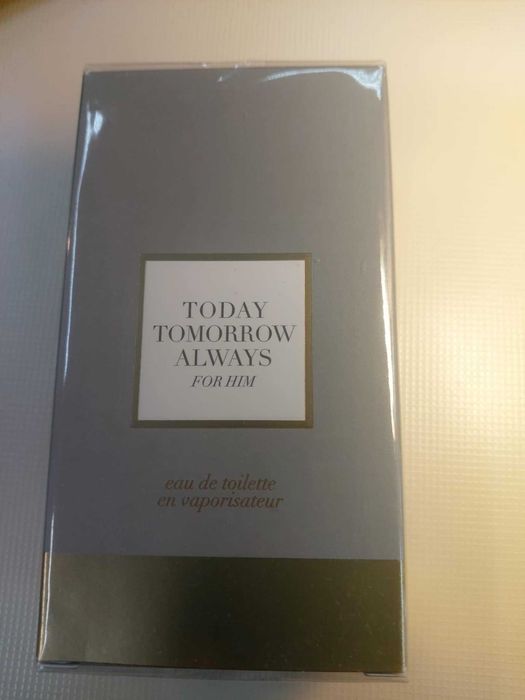 TODAY
TOMORROW
ALWAYS
FOR HIM
eau de toilette
en vaporisateur